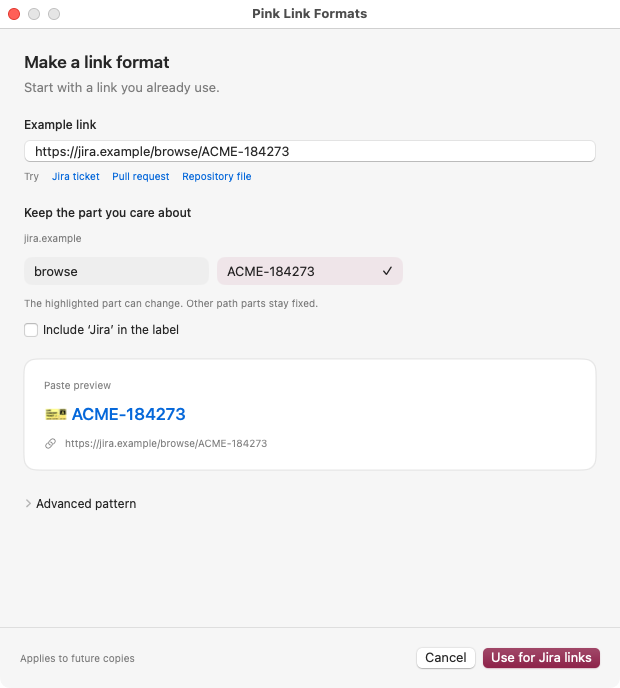 Pink Link Formats
Make a link format
Start with a link you already use.
Example link
https://jira.example/browse/ACME-184273
Try Jira ticket Pull request Repository file
Keep the part you care about
jira.example
browse ACME-184273
The highlighted part can change. Other path parts stay fixed.
Include ‘Jira’ in the label
Paste preview
ACME-184273
https://jira.example/browse/ACME-184273
Advanced pattern
Applies to future copies Cancel Use for Jira links